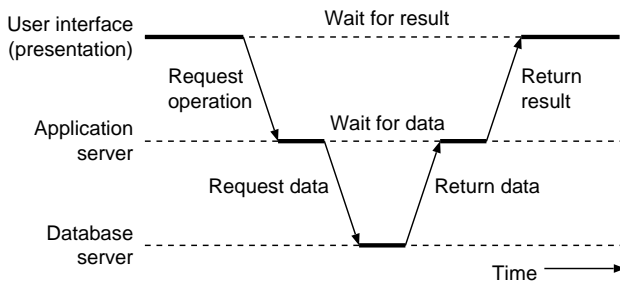 User interface
(presentation)
Wait for result
Request
operation
Return
result
Application
server
Wait for data
Request data
Return data
Database
server
Time